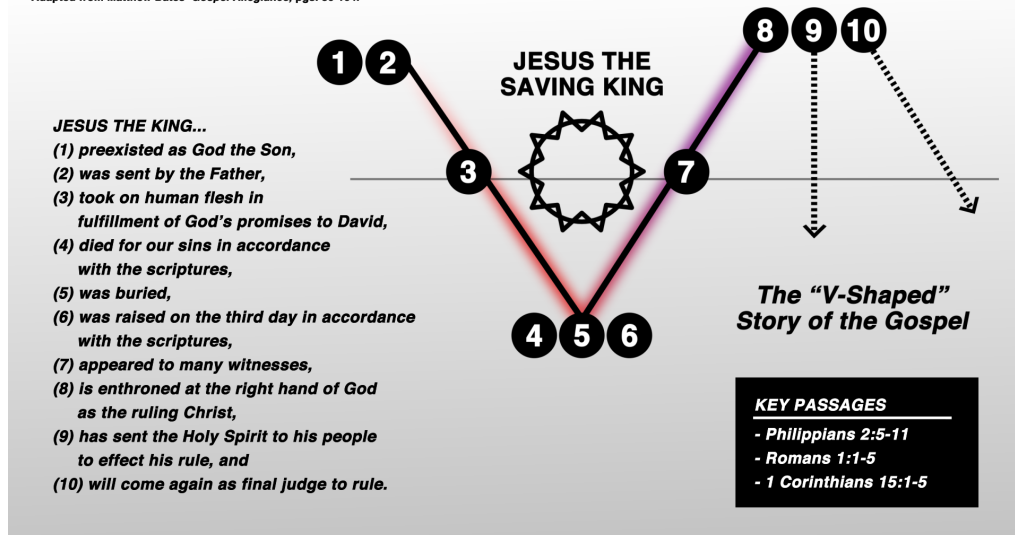 1 2
8 9 10
JESUS THE
SAVING KING
3
7
JESUS THE KING...
(1) preexisted as God the Son,
(2) was sent by the Father,
(3) took on human flesh in
fulfillment of God's promises to David,
(4) died for our sins in accordance
with the scriptures,
(5) was buried,
(6) was raised on the third day in accordance
with the scriptures,
(7) appeared to many witnesses,
(8) is enthroned at the right hand of God
as the ruling Christ,
(9) has sent the Holy Spirit to his people
to effect his rule, and
(10) will come again as final judge to rule.
4 5 6
The “V-Shaped”
Story of the Gospel
KEY PASSAGES
- Philippians 2:5-11
- Romans 1:1-5
- 1 Corinthians 15:1-5